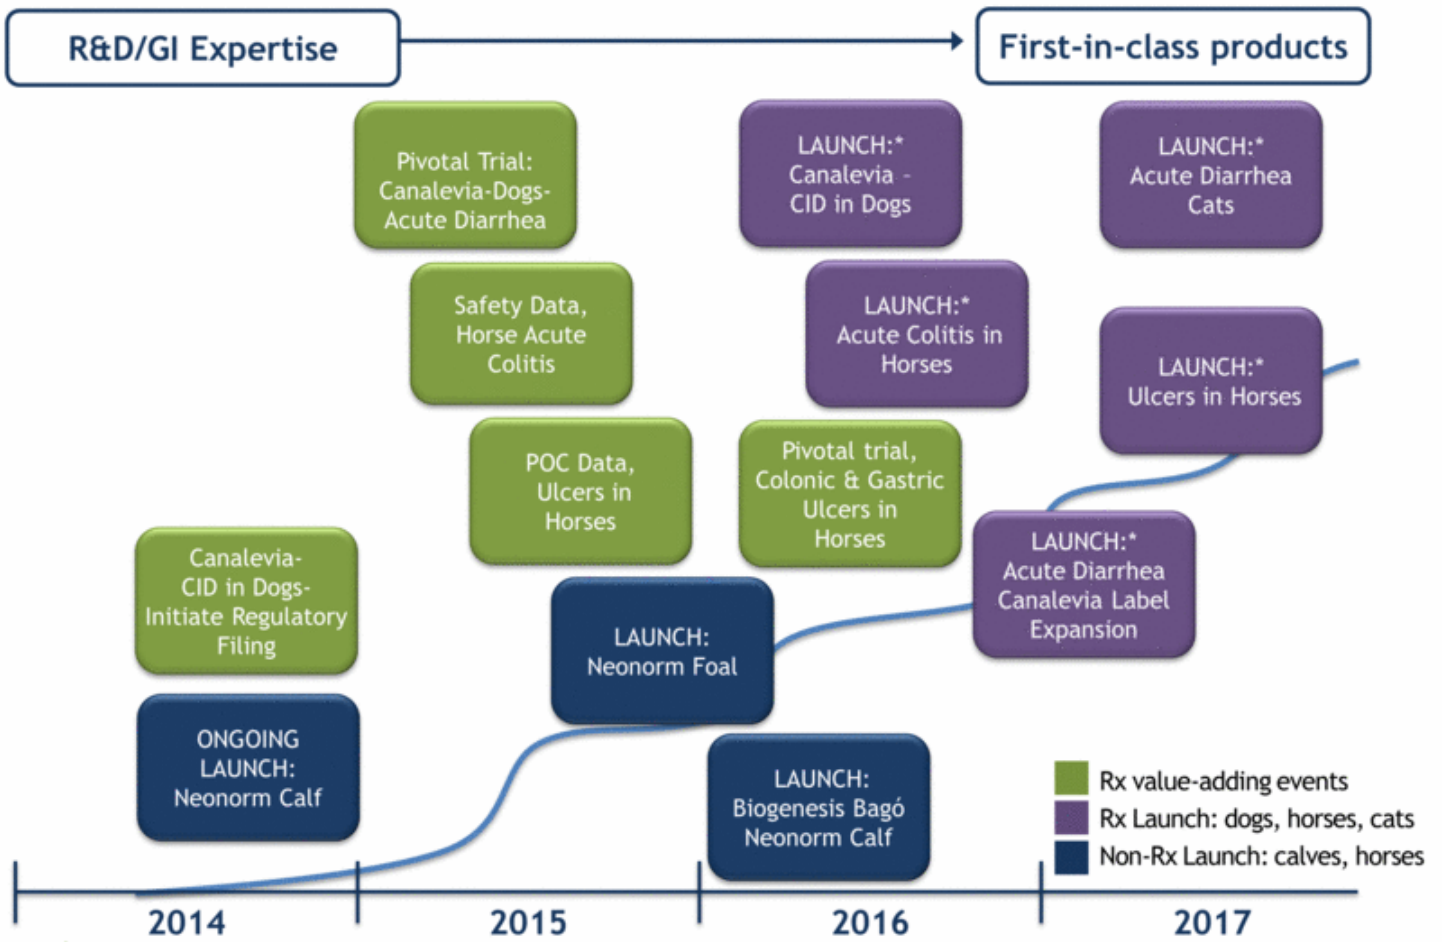 R&D/GI Expertise
First-in-class products
Pivotal Trial:
Canalevia-Dogs-
Acute Diarrhea
LAUNCH:*
Canalevia –
CID in Dogs
LAUNCH:*
Acute Diarrhea
Cats
Safety Data,
Horse Acute
Colitis
LAUNCH:*
Acute Colitis in
Horses
LAUNCH:*
Ulcers in Horses
POC Data,
Ulcers in
Horses
Pivotal trial,
Colonic & Gastric
Ulcers in
Horses
Canalevia-
CID in Dogs-
Initiate Regulatory
Filing
LAUNCH:*
Acute Diarrhea
Canalevia Label
Expansion
LAUNCH:
Neonorm Foal
ONGOING
LAUNCH:
Neonorm Calf
LAUNCH:
Biogenesis Bagó
Neonorm Calf
Rx value-adding events
Rx Launch: dogs, horses, cats
Non-Rx Launch: calves, horses
2014
2015
2016
2017